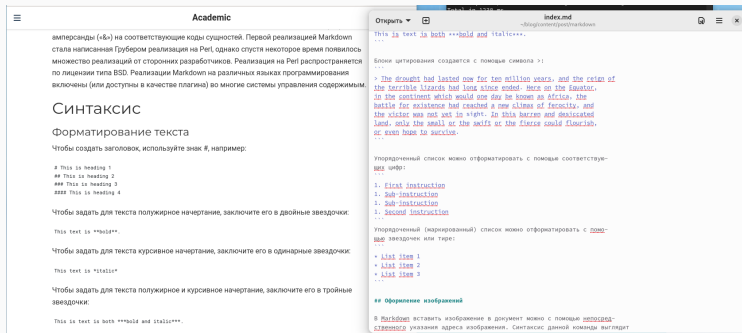 Academic
амперсанды («&») на соответствующие коды сущностей. Первой реализацией Markdown
стала написанная Грубером реализация на Perl, однако спустя некоторое время появилось
множество реализаций от сторонних разработчиков. Реализация на Perl распространяется
по лицензии типа BSD. Реализации Markdown на различных языках программирования
включены (или доступны в качестве плагина) во многие системы управления содержимым.
Синтаксис
Форматирование текста
Чтобы создать заголовок, используйте знак #, например:
# This is heading 1
## This is heading 2
### This is heading 3
#### This is heading 4
Чтобы задать для текста полужирное начертание, заключите его в двойные звездочки:
This text is **bold**.
Чтобы задать для текста курсивное начертание, заключите его в одинарные звездочки:
This text is *italic*
Чтобы задать для текста полужирное и курсивное начертание, заключите его в тройные
звездочки:
This is text is both ***bold and italic***.
Открыть
index.md
~/blog/content/post/markdown
This is text is both ***bold and italic***.
```
Блоки цитирования создаются с помощью символа >:
```
> The drought had lasted now for ten million years, and the reign of
the terrible lizards had long since ended. Here on the Equator,
in the continent which would one day be known as Africa, the
battle for existence had reached a new climax of ferocity, and
the victor was not yet in sight. In this barren and desiccated
land, only the small or the swift or the fierce could flourish,
or even hope to survive.
```
Упорядоченный список можно отформатировать с помощью соответствую-
щих цифр:
```
1. First instruction
1. Sub-instruction
1. Sub-instruction
1. Second instruction
```
Упорядоченный (маркированный) список можно отформатировать с помо-
щью звездочек или тире:
```
* List item 1
* List item 2
* List item 3
```
## Оформление изображений
В Markdown вставить изображение в документ можно с помощью непосред-
ственного указания адреса изображения. Синтаксис данной команды выглядит